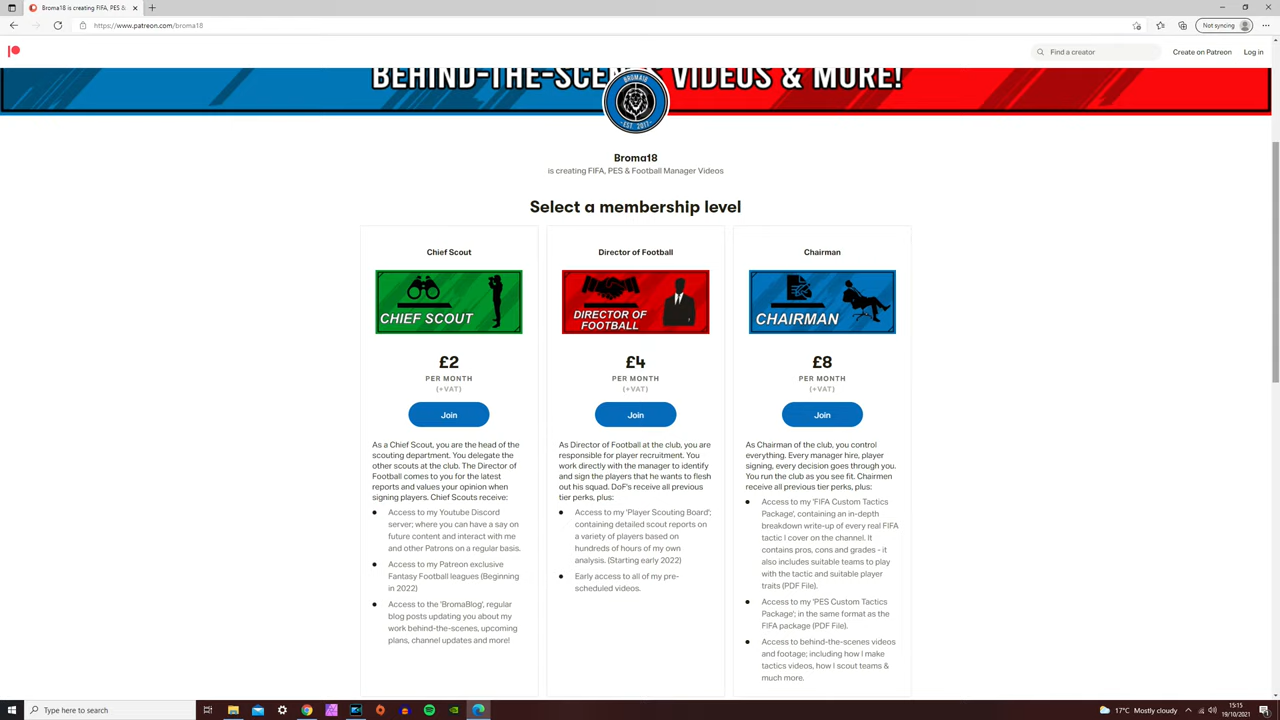 Broma18 is creating FIFA, PES &
https://www.patreon.com/broma18
Not syncing
Find a creator
Create on Patreon
Log in
BEHIND-THE-SCENES VIDEOS & MORE!
BROMA18
EST. 2017
Broma18
is creating FIFA, PES & Football Manager Videos
Select a membership level
Chief Scout
CHIEF SCOUT
£2
PER MONTH
(+VAT)
Join
As a Chief Scout, you are the head of the
scouting department. You delegate the
other scouts at the club. The Director of
Football comes to you for the latest
reports and values your opinion when
signing players. Chief Scouts receive:
Access to my Youtube Discord
server; where you can have a say on
future content and interact with me
and other Patrons on a regular basis.
Access to my Patreon exclusive
Fantasy Football leagues (Beginning
in 2022)
Access to the 'BromaBlog', regular
blog posts updating you about my
work behind-the-scenes, upcoming
plans, channel updates and more!
Director of Football
DIRECTOR OF
FOOTBALL
£4
PER MONTH
(+VAT)
Join
As Director of Football at the club, you are
responsible for player recruitment. You
work directly with the manager to identify
and sign the players that he wants to flesh
out his squad. DoF's receive all previous
tier perks, plus:
Access to my 'Player Scouting Board';
containing detailed scout reports on
a variety of players based on
hundreds of hours of my own
analysis. (Starting early 2022)
Early access to all of my pre-
scheduled videos.
Chairman
CHAIRMAN
£8
PER MONTH
(+VAT)
Join
As Chairman of the club, you control
everything. Every manager hire, player
signing, every decision goes through you.
You run the club as you see fit. Chairmen
receive all previous tier perks, plus:
Access to my 'FIFA Custom Tactics
Package', containing an in-depth
breakdown write-up of every real FIFA
tactic I cover on the channel. It
contains pros, cons and grades - it
also includes suitable teams to play
with the tactic and suitable player
traits (PDF File).
Access to my 'PES Custom Tactics
Package'; in the same format as the
FIFA package (PDF File).
Access to behind-the-scenes videos
and footage; including how I make
tactics videos, how I scout teams &
much more.
Type here to search
17°C Mostly cloudy
15:15
19/10/2021